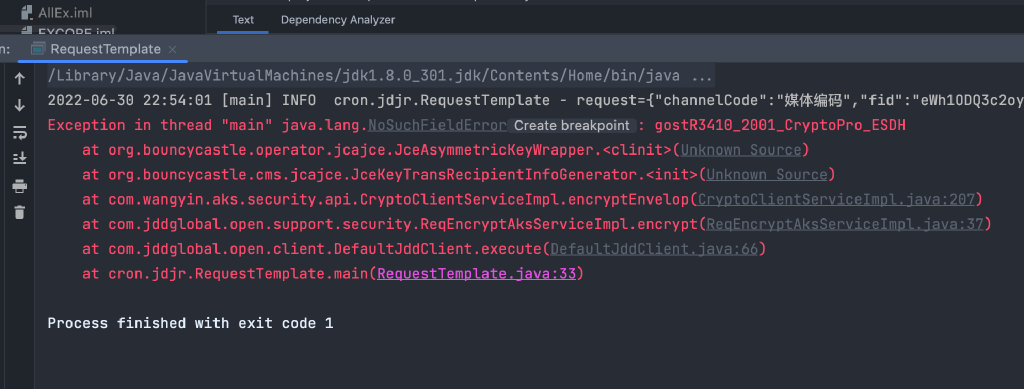 AllEx.iml
EXCORE.iml
Text Dependency Analyzer
n: RequestTemplate ×
/Library/Java/JavaVirtualMachines/jdk1.8.0_301.jdk/Contents/Home/bin/java ...
2022-06-30 22:54:01 [main] INFO  cron.jdjr.RequestTemplate - request={"channelCode":"媒体编码","fid":"eWh1ODQ3c2oy
Exception in thread "main" java.lang.NoSuchFieldError Create breakpoint : gostR3410_2001_CryptoPro_ESDH
at org.bouncycastle.operator.jcajce.JceAsymmetricKeyWrapper.<clinit>(Unknown Source)
at org.bouncycastle.cms.jcajce.JceKeyTransRecipientInfoGenerator.<init>(Unknown Source)
at com.wangyin.aks.security.api.CryptoClientServiceImpl.encryptEnvelop(CryptoClientServiceImpl.java:207)
at com.jddglobal.open.support.security.ReqEncryptAksServiceImpl.encrypt(ReqEncryptAksServiceImpl.java:37)
at com.jddglobal.open.client.DefaultJddClient.execute(DefaultJddClient.java:66)
at cron.jdjr.RequestTemplate.main(RequestTemplate.java:33)
Process finished with exit code 1